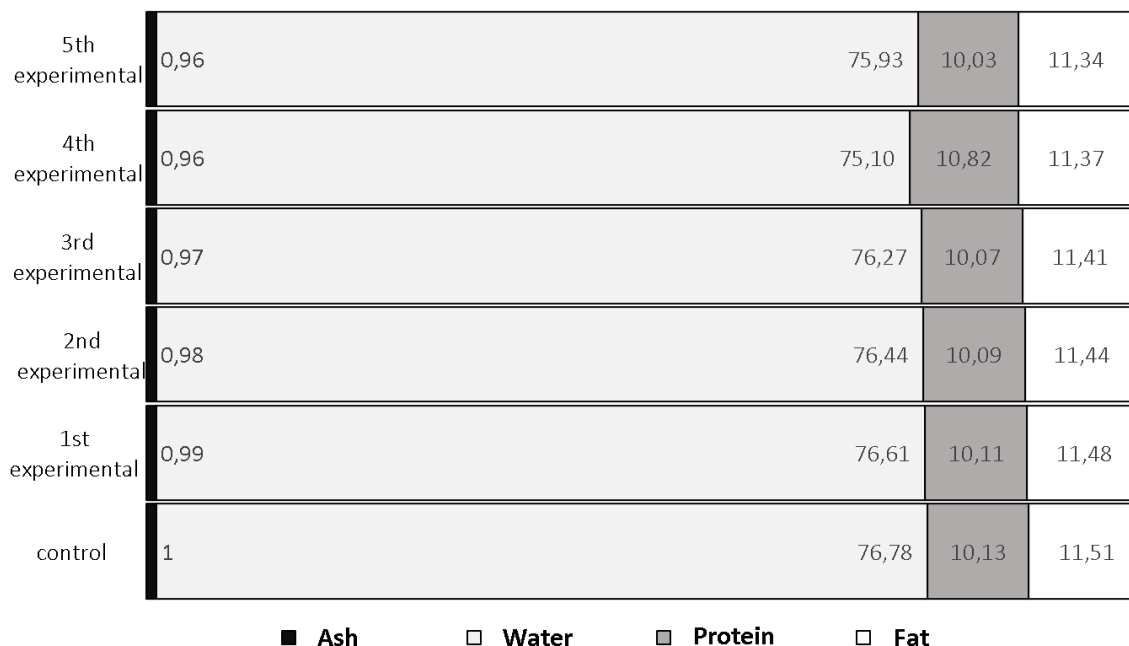 5th
experimental
0,96 75,93 10,03 11,34
4th
experimental
0,96 75,10 10,82 11,37
3rd
experimental
0,97 76,27 10,07 11,41
2nd
experimental
0,98 76,44 10,09 11,44
1st
experimental
0,99 76,61 10,11 11,48
control
1 76,78 10,13 11,51
Ash Water Protein Fat